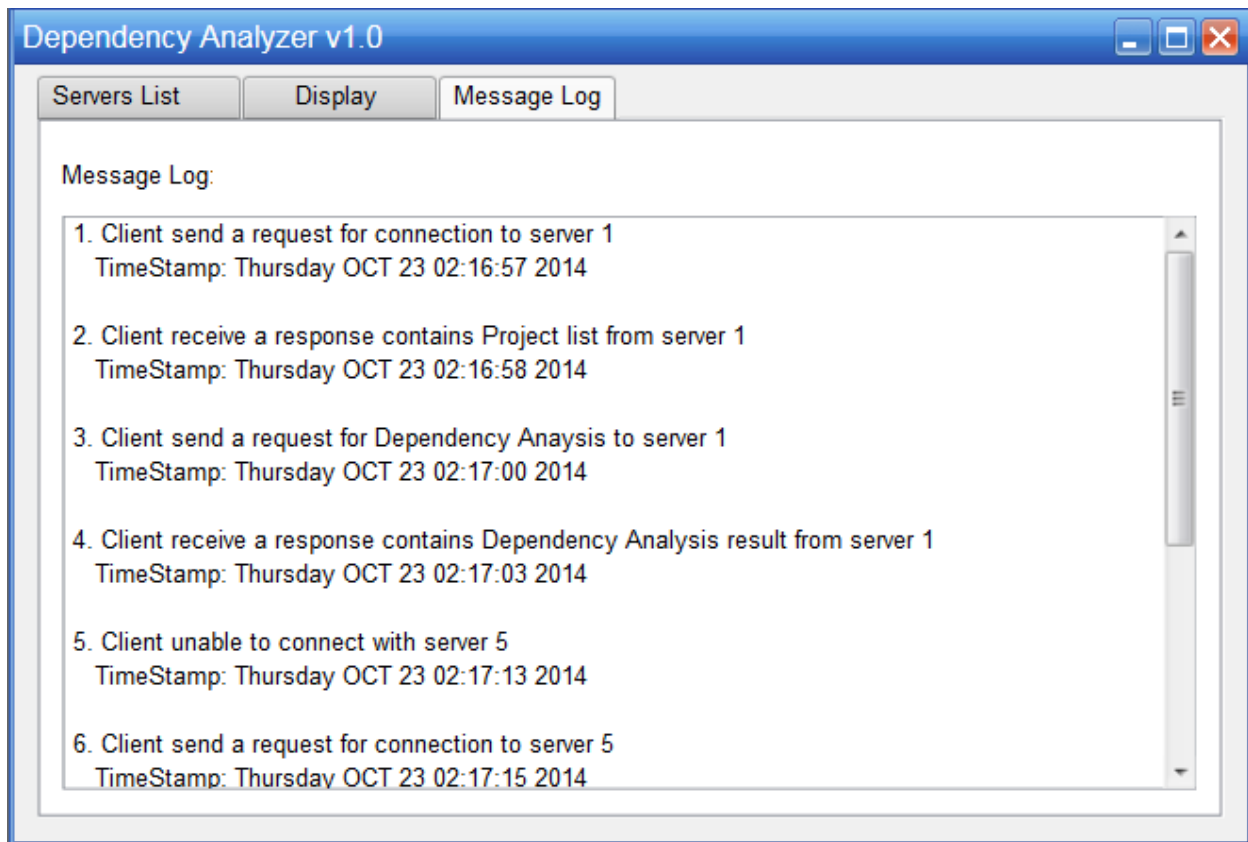 Dependency Analyzer v1.0
Servers List
Display
Message Log
Message Log:
1. Client send a request for connection to server 1
TimeStamp: Thursday OCT 23 02:16:57 2014
2. Client receive a response contains Project list from server 1
TimeStamp: Thursday OCT 23 02:16:58 2014
3. Client send a request for Dependency Anaysis to server 1
TimeStamp: Thursday OCT 23 02:17:00 2014
4. Client receive a response contains Dependency Analysis result from server 1
TimeStamp: Thursday OCT 23 02:17:03 2014
5. Client unable to connect with server 5
TimeStamp: Thursday OCT 23 02:17:13 2014
6. Client send a request for connection to server 5
TimeStamp: Thursday OCT 23 02:17:15 2014